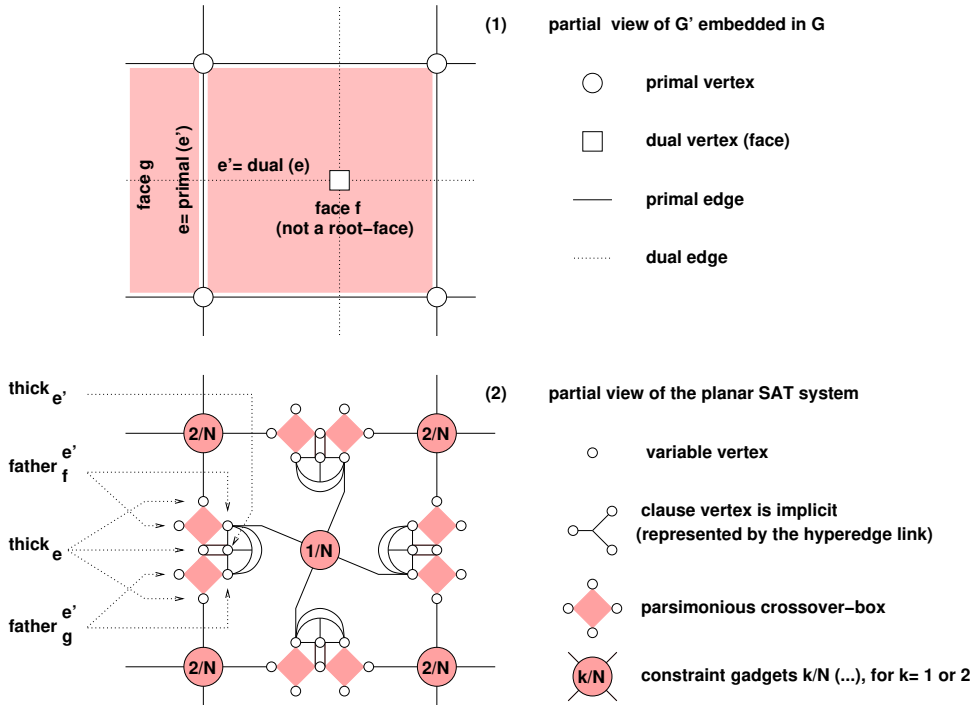 (1) partial view of G' embedded in G
primal vertex
dual vertex (face)
primal edge
dual edge
face g
e= primal (e')
e'= dual (e)
face f
(not a root-face)
(2) partial view of the planar SAT system
variable vertex
clause vertex is implicit
(represented by the hyperedge link)
parsimonious crossover-box
k/N constraint gadgets k/N (...), for k= 1 or 2
thick e'
father e' f
thick e
father e' g
2/N
2/N
1/N
2/N
2/N